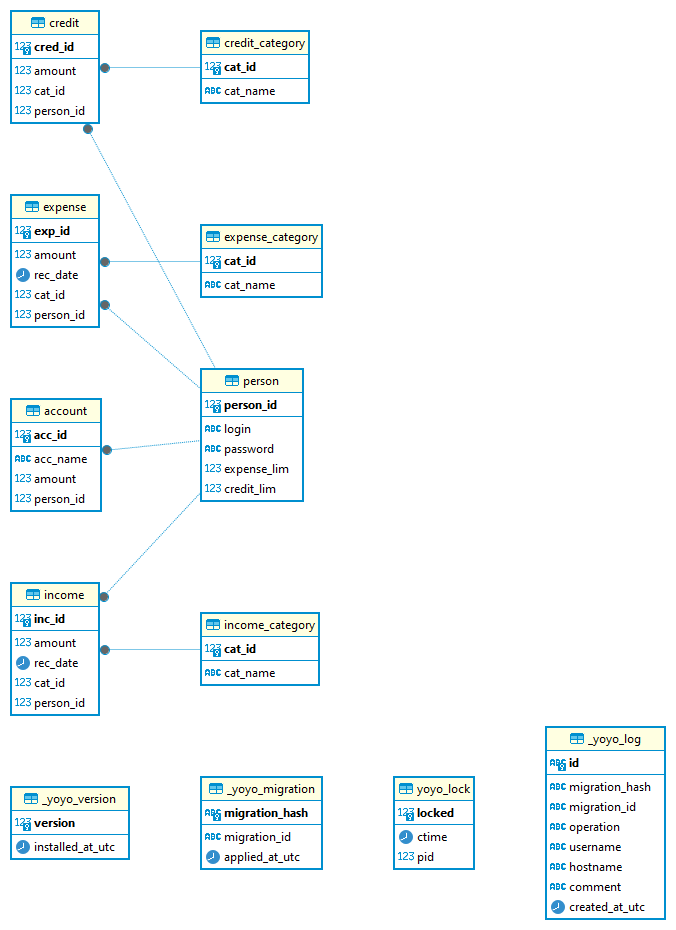 credit
123 cred_id
123 amount
123 cat_id
123 person_id
credit_category
123 cat_id
ABC cat_name
expense
123 exp_id
123 amount
rec_date
123 cat_id
123 person_id
expense_category
123 cat_id
ABC cat_name
person
123 person_id
ABC login
ABC password
123 expense_lim
123 credit_lim
account
123 acc_id
ABC acc_name
123 amount
123 person_id
income
123 inc_id
123 amount
rec_date
123 cat_id
123 person_id
income_category
123 cat_id
ABC cat_name
_yoyo_version
123 version
installed_at_utc
_yoyo_migration
ABC migration_hash
ABC migration_id
applied_at_utc
yoyo_lock
123 locked
ctime
123 pid
_yoyo_log
ABC id
ABC migration_hash
ABC migration_id
ABC operation
ABC username
ABC hostname
ABC comment
created_at_utc